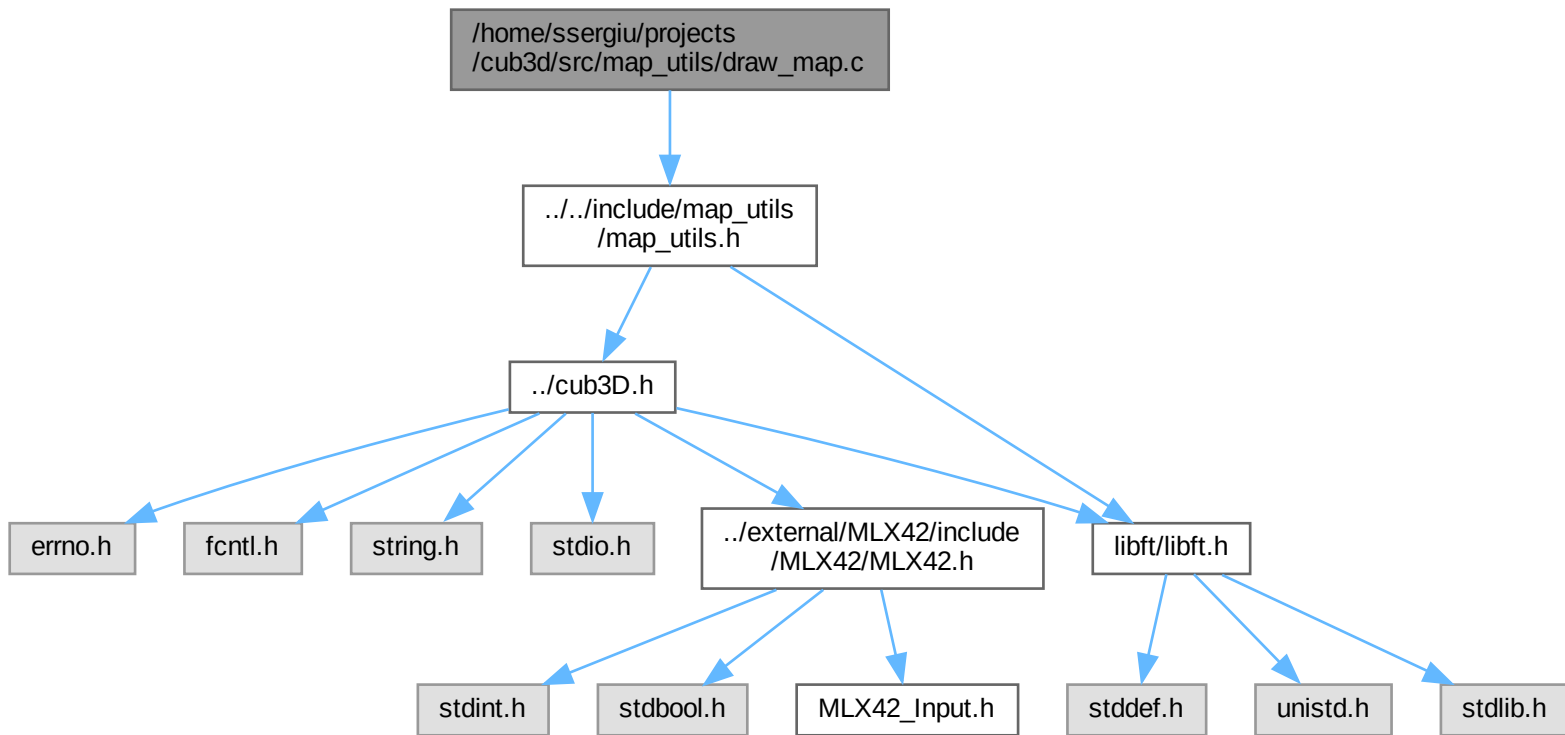 /home/ssergiu/projects
/cub3d/src/map_utils/draw_map.c
../../include/map_utils
/map_utils.h
../cub3D.h
errno.h
fcntl.h
string.h
stdio.h
../external/MLX42/include
/MLX42/MLX42.h
libft/libft.h
stdint.h
stdbool.h
MLX42_Input.h
stddef.h
unistd.h
stdlib.h